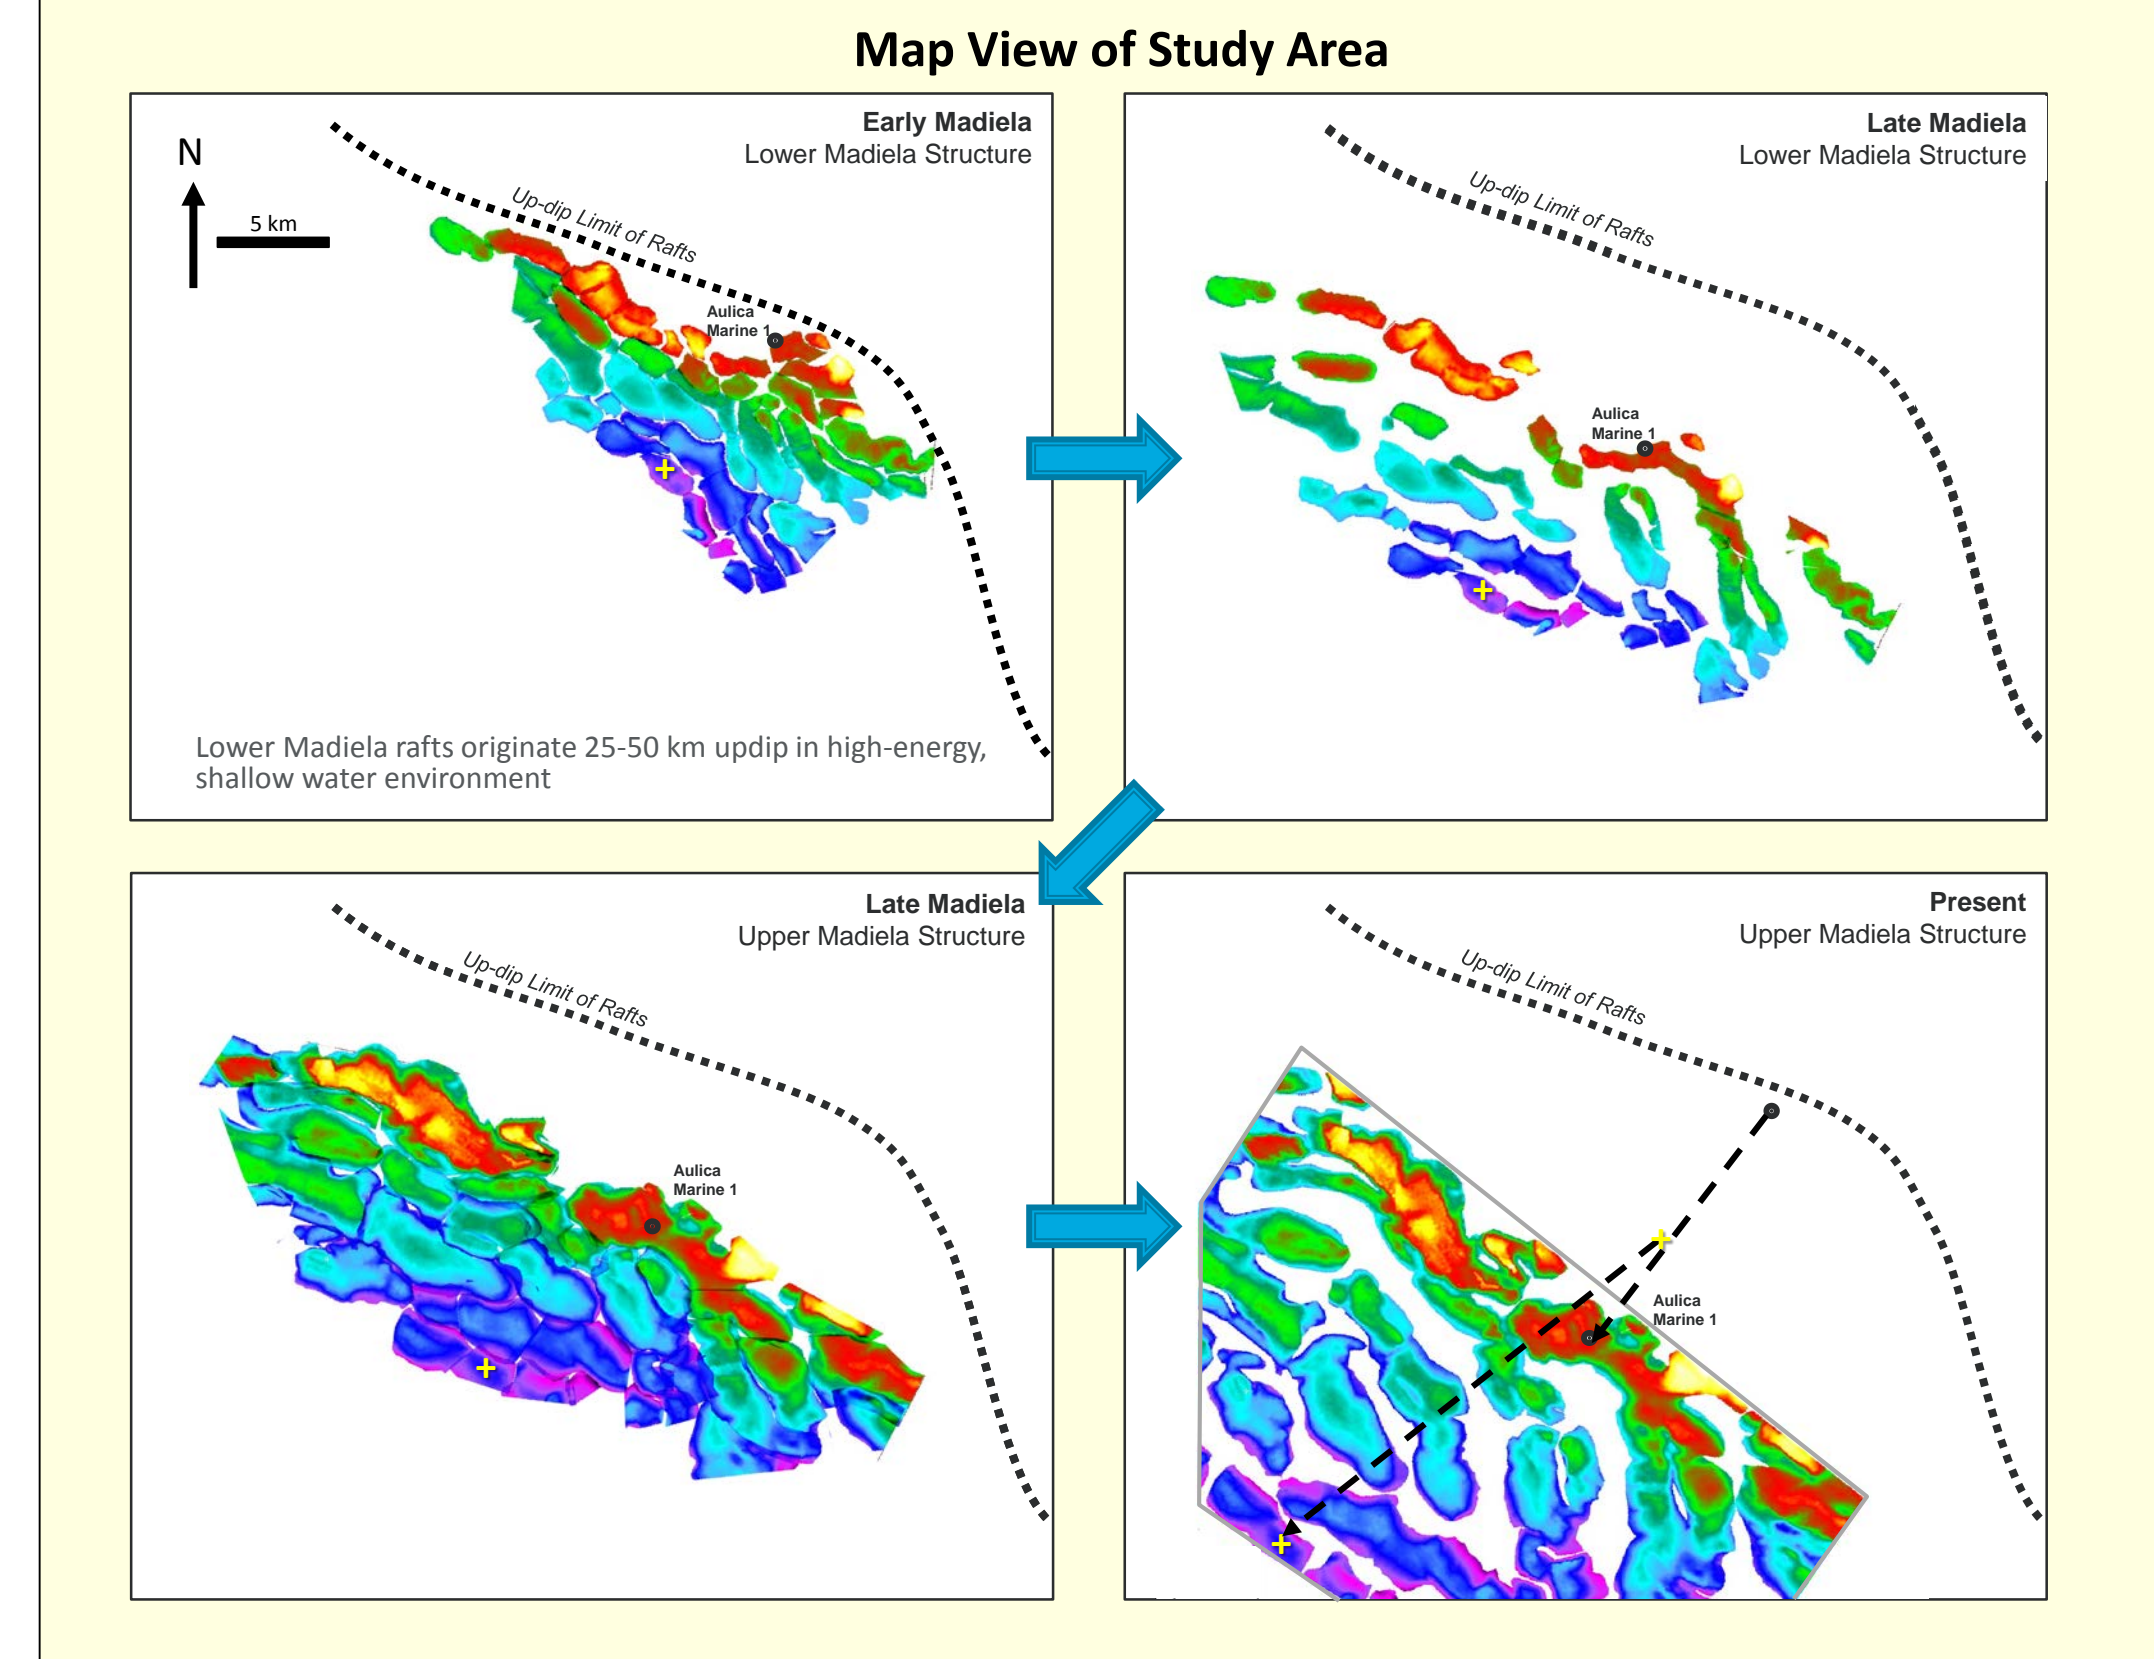 Map View of Study Area
Early Madiela
Lower Madiela Structure
N
5 km
Up-dip Limit of Rafts
Aulica
Marine 1
Lower Madiela rafts originate 25-50 km updip in high-energy,
shallow water environment
Late Madiela
Lower Madiela Structure
Up-dip Limit of Rafts
Aulica
Marine 1
Late Madiela
Upper Madiela Structure
Up-dip Limit of Rafts
Aulica
Marine 1
Present
Upper Madiela Structure
Up-dip Limit of Rafts
Aulica
Marine 1